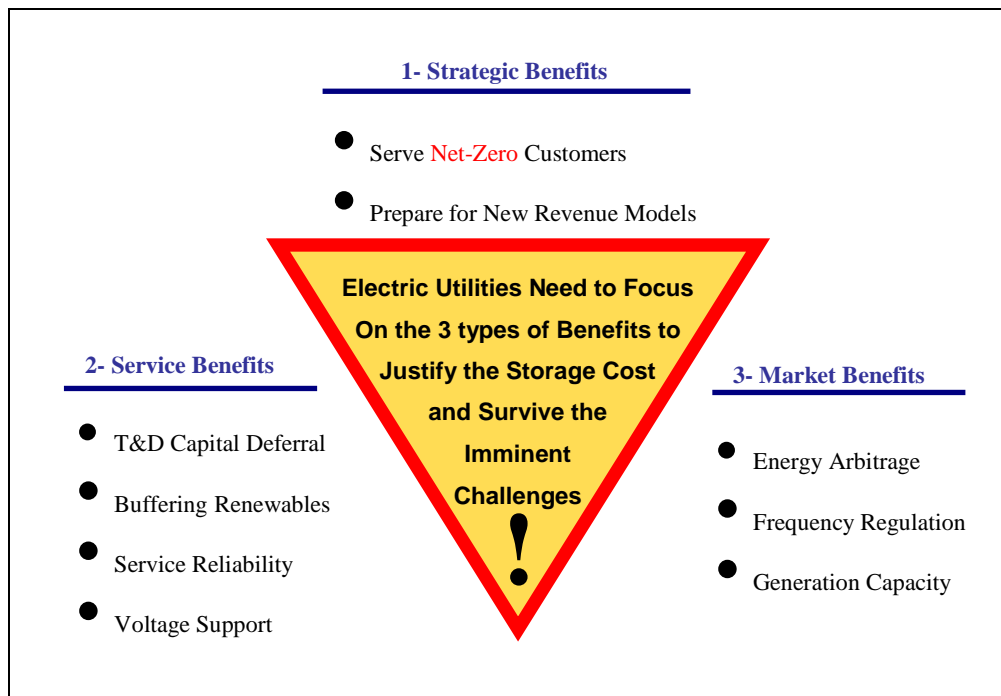 1- Strategic Benefits
Serve Net-Zero Customers
Prepare for New Revenue Models
Electric Utilities Need to Focus
On the 3 types of Benefits to
Justify the Storage Cost
and Survive the
Imminent
Challenges
!
2- Service Benefits
T&D Capital Deferral
Buffering Renewables
Service Reliability
Voltage Support
3- Market Benefits
Energy Arbitrage
Frequency Regulation
Generation Capacity